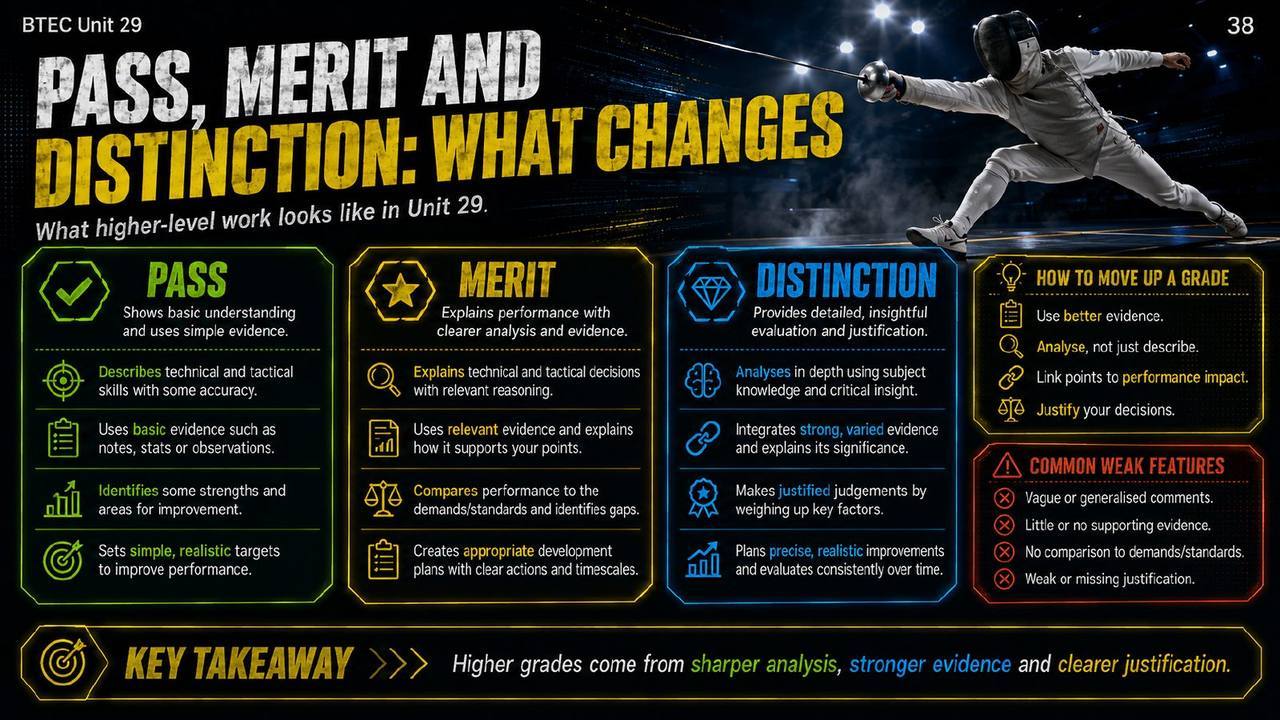 BTEC Unit 29
38
PASS, MERIT AND
DISTINCTION: WHAT CHANGES
What higher-level work looks like in Unit 29.
PASS
Shows basic understanding
and uses simple evidence.
Describes technical and tactical
skills with some accuracy.
Uses basic evidence such as
notes, stats or observations.
Identifies some strengths and
areas for improvement.
Sets simple, realistic targets
to improve performance.
MERIT
Explains performance with
clearer analysis and evidence.
Explains technical and tactical decisions
with relevant reasoning.
Uses relevant evidence and explains
how it supports your points.
Compares performance to the
demands/standards and identifies gaps.
Creates appropriate development
plans with clear actions and timescales.
DISTINCTION
Provides detailed, insightful
evaluation and justification.
Analyses in depth using subject
knowledge and critical insight.
Integrates strong, varied evidence
and explains its significance.
Makes justified judgements by
weighing up key factors.
Plans precise, realistic improvements
and evaluates consistently over time.
HOW TO MOVE UP A GRADE
Use better evidence.
Analyse, not just describe.
Link points to performance impact.
Justify your decisions.
COMMON WEAK FEATURES
Vague or generalised comments.
Little or no supporting evidence.
No comparison to demands/standards.
Weak or missing justification.
KEY TAKEAWAY
Higher grades come from sharper analysis, stronger evidence and clearer justification.